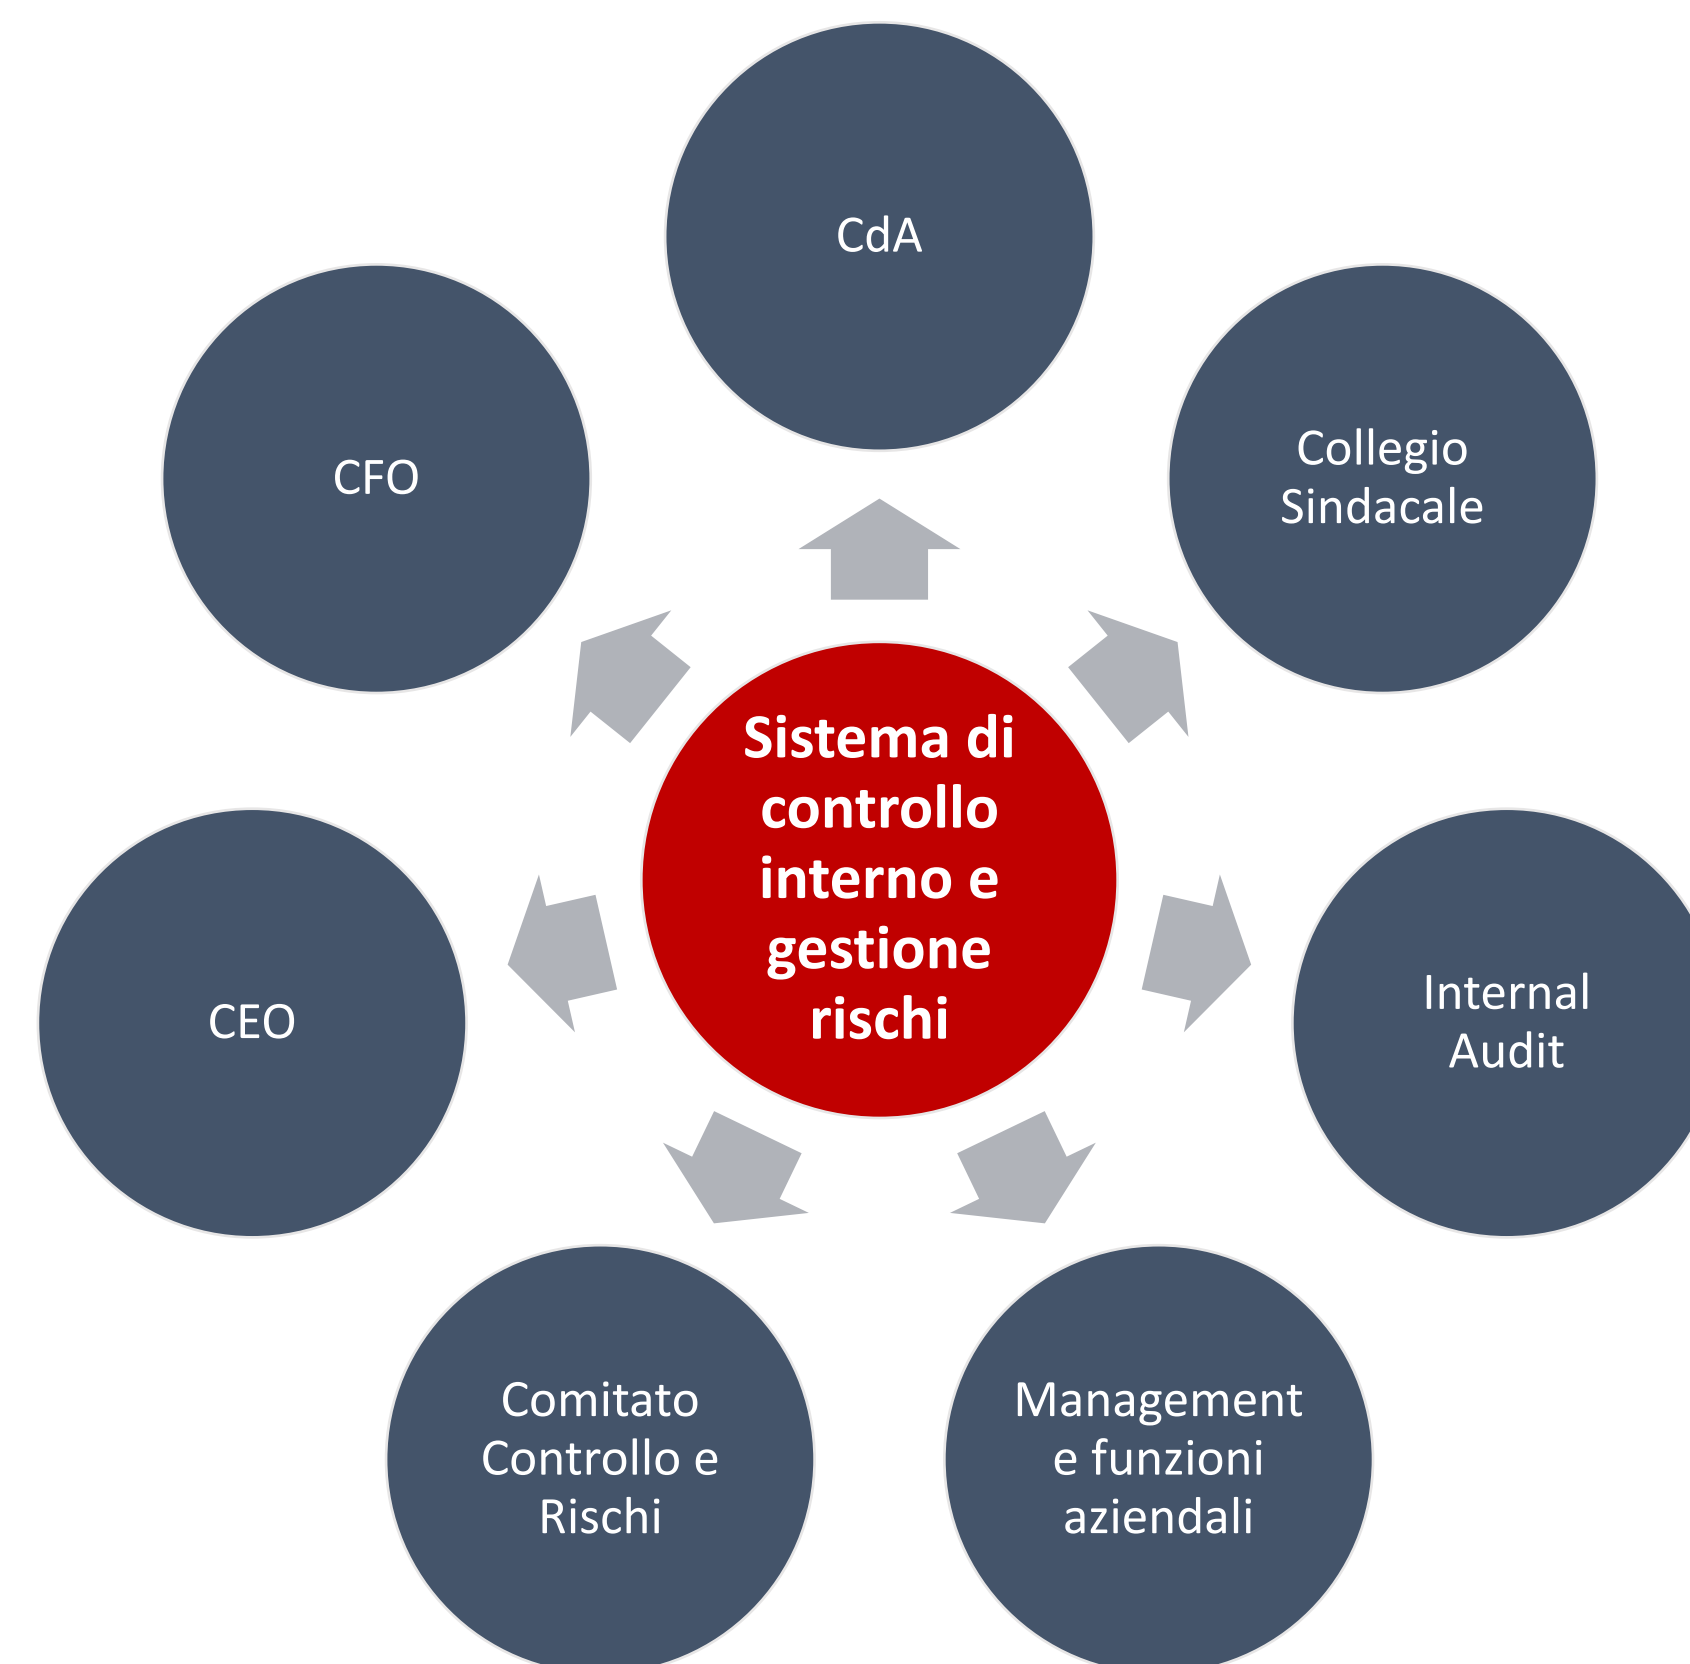 CdA
Collegio
Sindacale
Internal
Audit
Management
e funzioni
aziendali
Comitato
Controllo e
Rischi
CEO
CFO
Sistema di
controllo
interno e
gestione
rischi